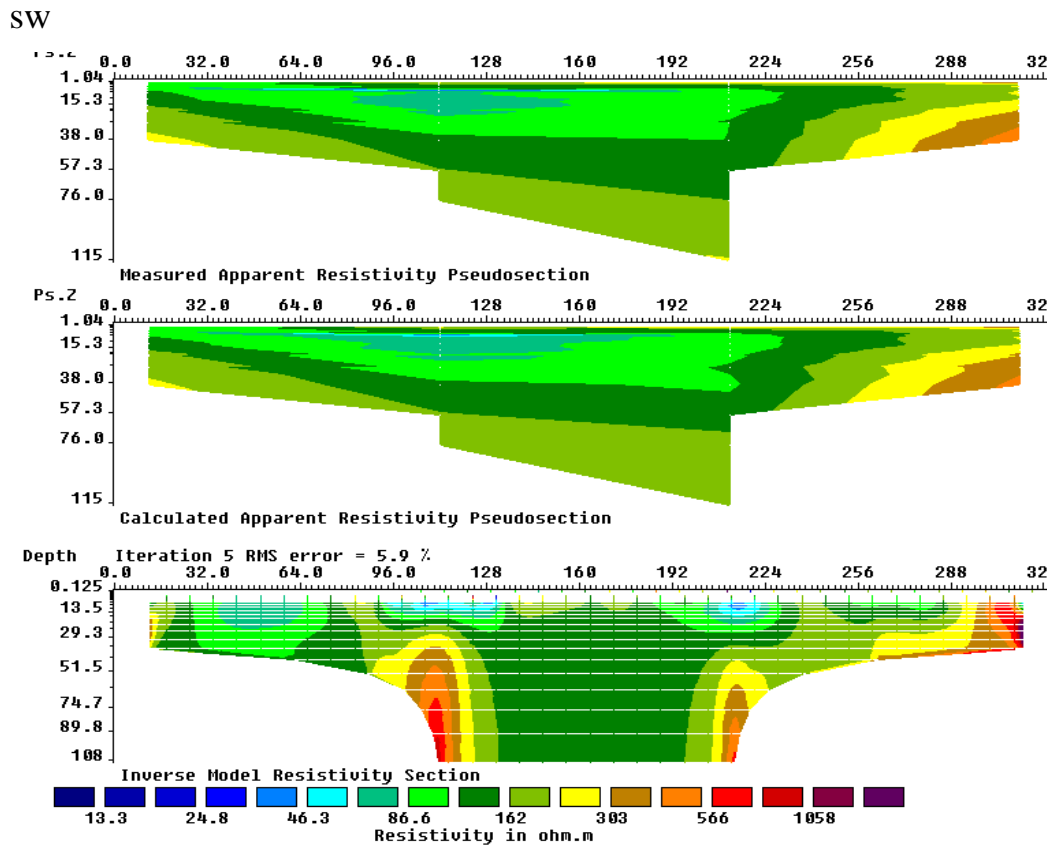 SW
Ps.Z 0.0 32.0 64.0 96.0 128 160 192 224 256 288 32
1.04
15.3
38.0
57.3
76.0
115
Measured Apparent Resistivity Pseudosection
Ps.Z 0.0 32.0 64.0 96.0 128 160 192 224 256 288 32
1.04
15.3
38.0
57.3
76.0
115
Calculated Apparent Resistivity Pseudosection
Depth Iteration 5 RMS error = 5.9 %
0.0 32.0 64.0 96.0 128 160 192 224 256 288 32
0.125
13.5
29.3
51.5
74.7
89.8
108
Inverse Model Resistivity Section
13.3 24.8 46.3 86.6 162 303 566 1058
Resistivity in ohm.m